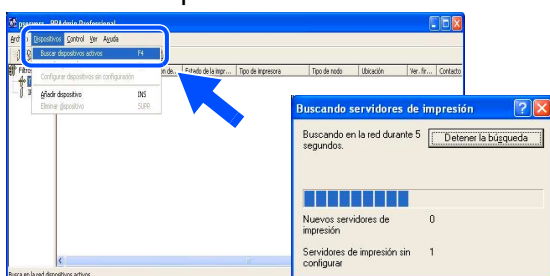 BRAdmin Professional
Dispositivos Control Ver Ayuda
Buscar dispositivos activos F4
Configurar dispositivos sin configuración
Añadir dispositivo INS
Eliminar dispositivo SUPR
Filtros
Estado de la impr... Tipo de impresora Tipo de nodo Ubicación Ver. fir... Contacto
Buscando servidores de impresión
Buscando en la red durante 5
segundos.
Detener la búsqueda
Nuevos servidores de
impresión 0
Servidores de impresión sin
configurar 1
Busca en la red dispositivos activos